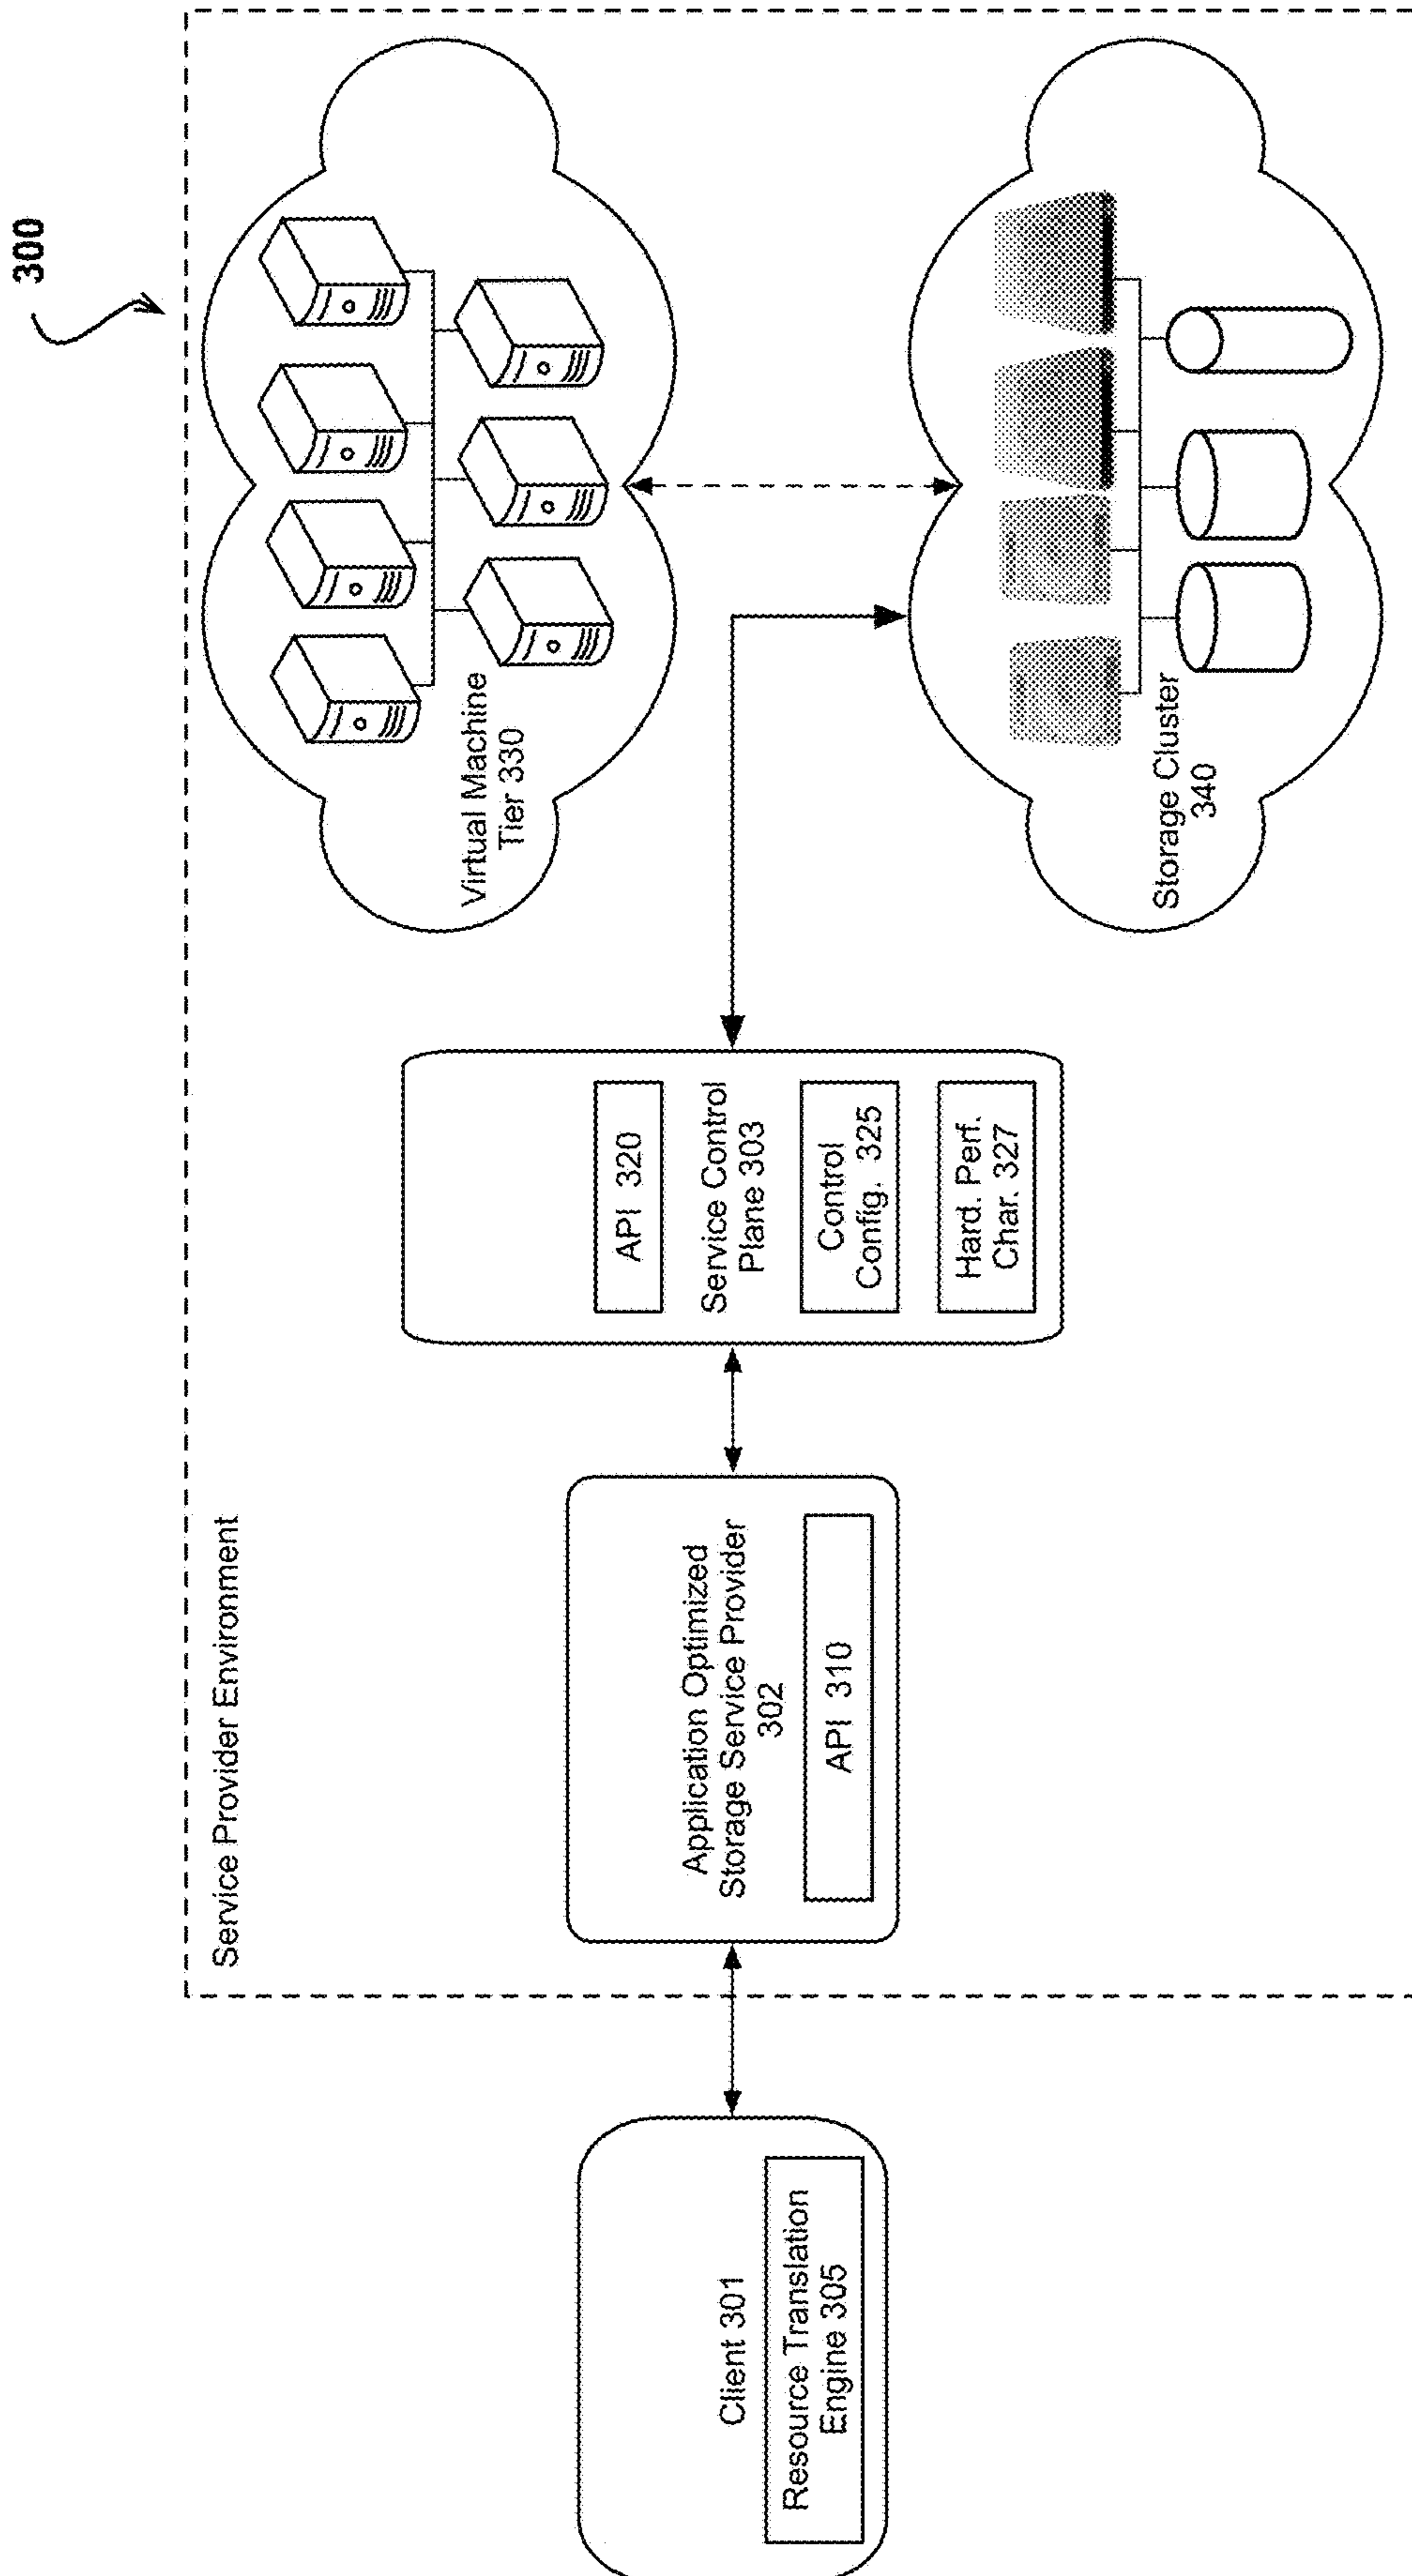 300
Service Provider Environment
Client 301
Resource Translation
Engine 305
Application Optimized
Storage Service Provider
302
API 310
API 320
Service Control
Plane 303
Control
Config. 325
Hard. Perf.
Char. 327
Virtual Machine
Tier 330
Storage Cluster
340